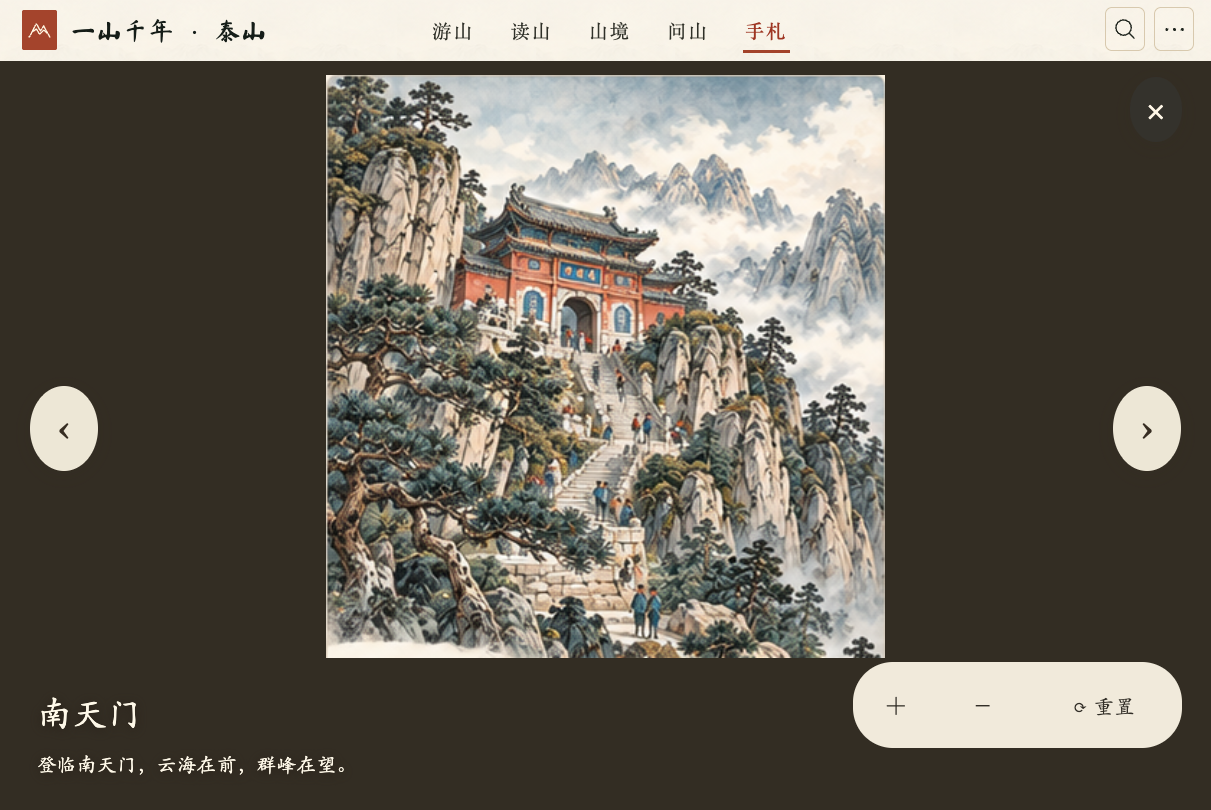 一山千年 · 泰山
游山
读山
山境
问山
手札
南天门
登临南天门，云海在前，群峰在望。
重置